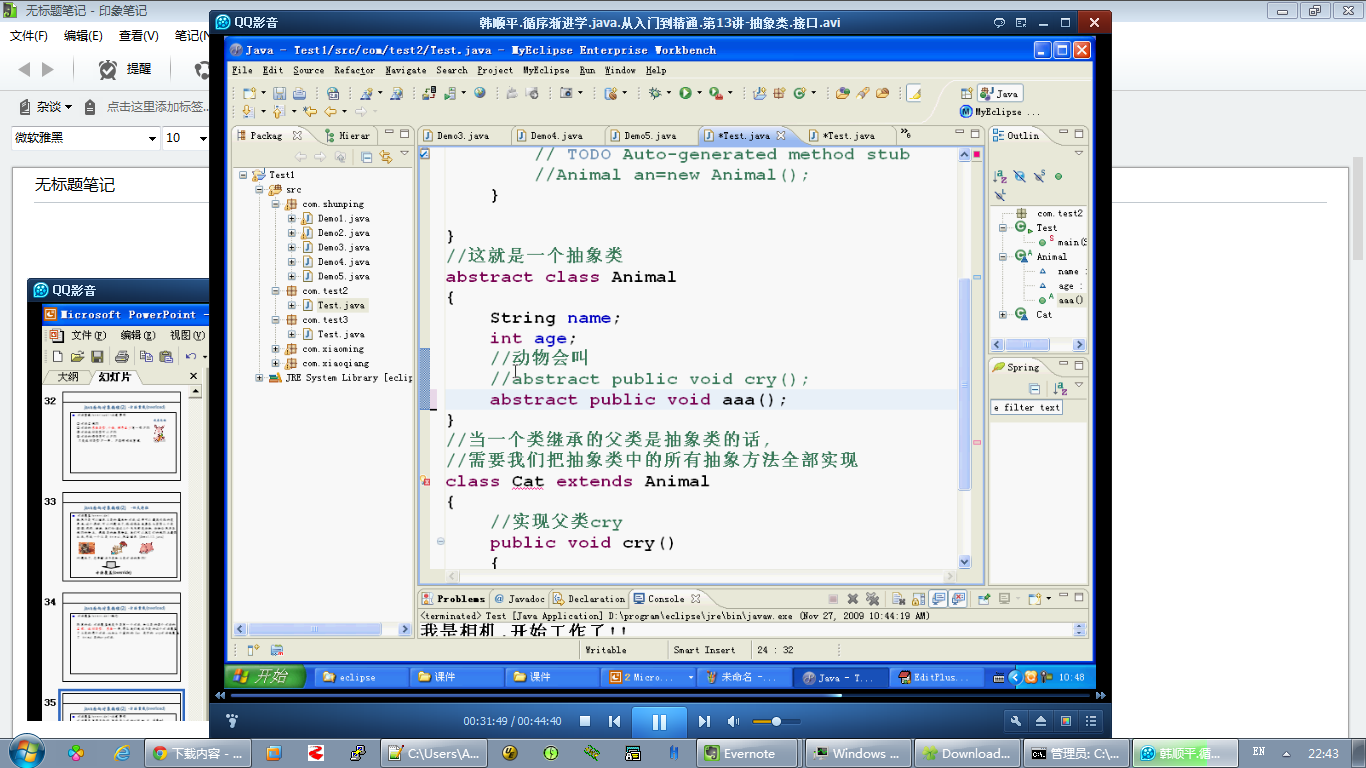 无标题笔记 - 印象笔记
文件(F) 编辑(E) 查看(V) 笔记(N
提醒
杂谈 点击这里添加标签...
微软雅黑 10
无标题笔记
QQ影音
Microsoft PowerPoint -
文件(F) 编辑(E) 视图(V)
大纲 幻灯片
32
33
34
35
QQ影音 韩顺平.循序渐进学.java.从入门到精通.第13讲-抽象类.接口.avi
Java - Test1/src/com/test2/Test.java - MyEclipse Enterprise Workbench
File Edit Source Refactor Navigate Search Project MyEclipse Run Window Help
Java
MyEclipse ...
Packag Hierar
Test1
src
com.shunping
Demo1.java
Demo2.java
Demo3.java
Demo4.java
Demo5.java
com.test2
Test.java
com.test3
Test.java
com.xiaoming
com.xiaoqiang
JRE System Library [eclip
Demo3.java Demo4.java Demo5.java *Test.java *Test.java »6
// TODO Auto-generated method stub
//Animal an=new Animal();
}
}
//这就是一个抽象类
abstract class Animal
{
String name;
int age;
//动物会叫
//abstract public void cry();
abstract public void aaa();
}
//当一个类继承的父类是抽象类的话,
//需要我们把抽象类中的所有抽象方法全部实现
class Cat extends Animal
{
//实现父类cry
public void cry()
{
Outlin
com.test2
Test
main(S
Animal
name :
age :
aaa()
Cat
Spring
e filter text
Problems Javadoc Declaration Console
<terminated> Test [Java Application] D:\program\eclipse\jre\bin\javaw.exe (Nov 27, 2009 10:44:19 AM)
我是相机,开始工作了!!
Writable Smart Insert 24 : 32
开始 eclipse 课件 课件 2 Micro... 未命名 -... Java - T... EditPlus... 10:48
00:31:49 / 00:44:40
下载内容 - ... C:\Users\A... Evernote Windows ... Download... 管理员: C:\... 韩顺平.循... EN 22:43